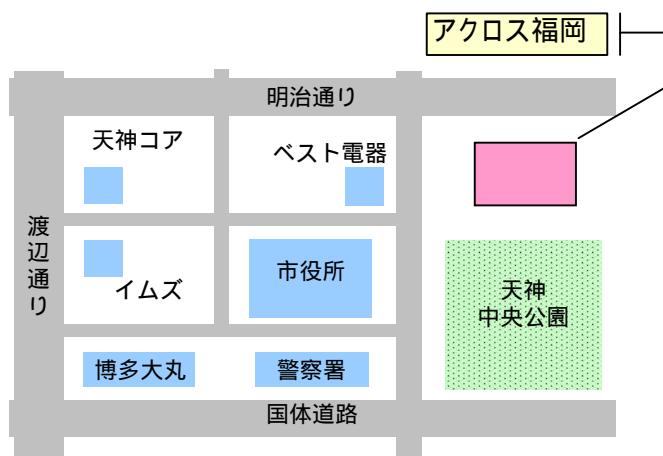 アクロス福岡
明治通り
天神コア
ベスト電器
渡辺通り
イムズ
市役所
天神
中央公園
博多大丸
警察署
国体道路